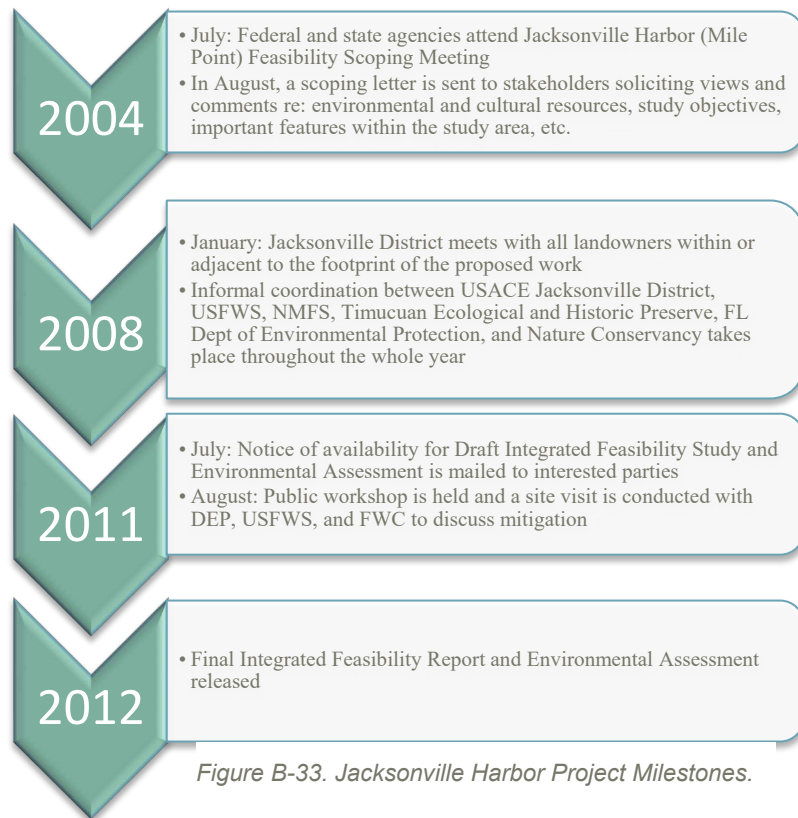 2004
• July: Federal and state agencies attend Jacksonville Harbor (Mile
Point) Feasibility Scoping Meeting
• In August, a scoping letter is sent to stakeholders soliciting views and
comments re: environmental and cultural resources, study objectives,
important features within the study area, etc.
2008
• January: Jacksonville District meets with all landowners within or
adjacent to the footprint of the proposed work
• Informal coordination between USACE Jacksonville District,
USFWS, NMFS, Timucuan Ecological and Historic Preserve, FL
Dept of Environmental Protection, and Nature Conservancy takes
place throughout the whole year
2011
• July: Notice of availability for Draft Integrated Feasibility Study and
Environmental Assessment is mailed to interested parties
• August: Public workshop is held and a site visit is conducted with
DEP, USFWS, and FWC to discuss mitigation
2012
• Final Integrated Feasibility Report and Environmental Assessment
released
Figure B-33. Jacksonville Harbor Project Milestones.